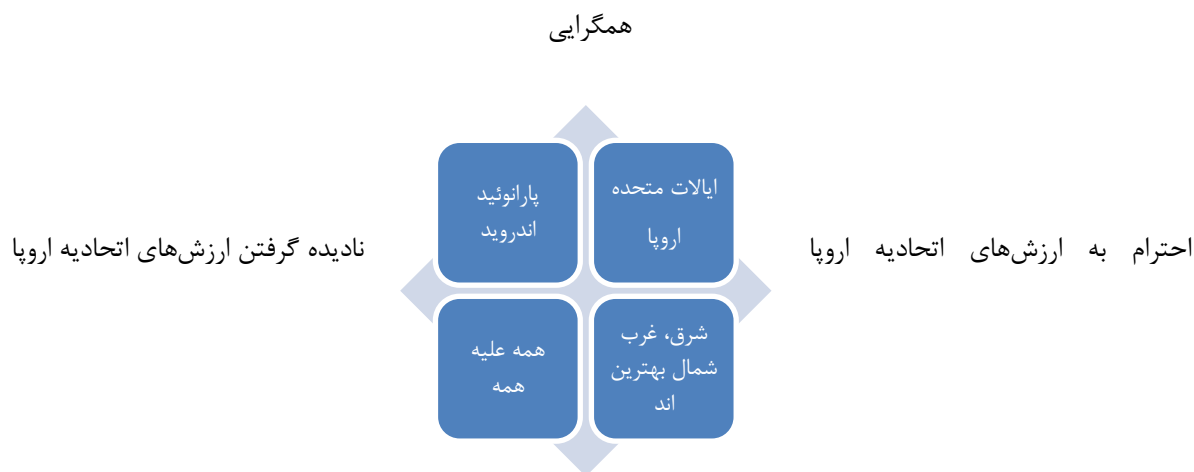 همگرایی
ایالات متحده
اروپا
پارانوئید
اندروید
احترام به ارزش‌های اتحادیه اروپا
نادیده گرفتن ارزش‌های اتحادیه اروپا
شرق، غرب
شمال بهترین
اند
همه علیه
همه